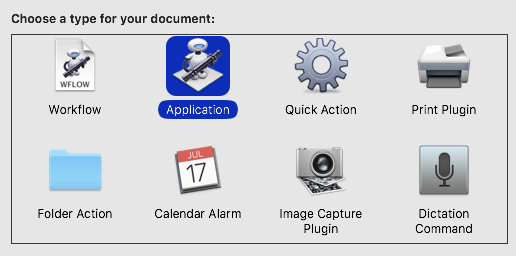 Choose a type for your document:
WFLOW
Workflow
Application
Quick Action
Print Plugin
JUL
17
Folder Action
Calendar Alarm
Image Capture
Plugin
Dictation
Command